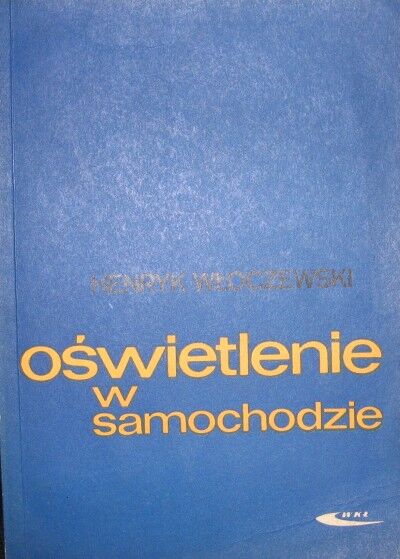 HENRYK WŁOCZEWSKI
oświetlenie
w
samochodzie
WKŁ